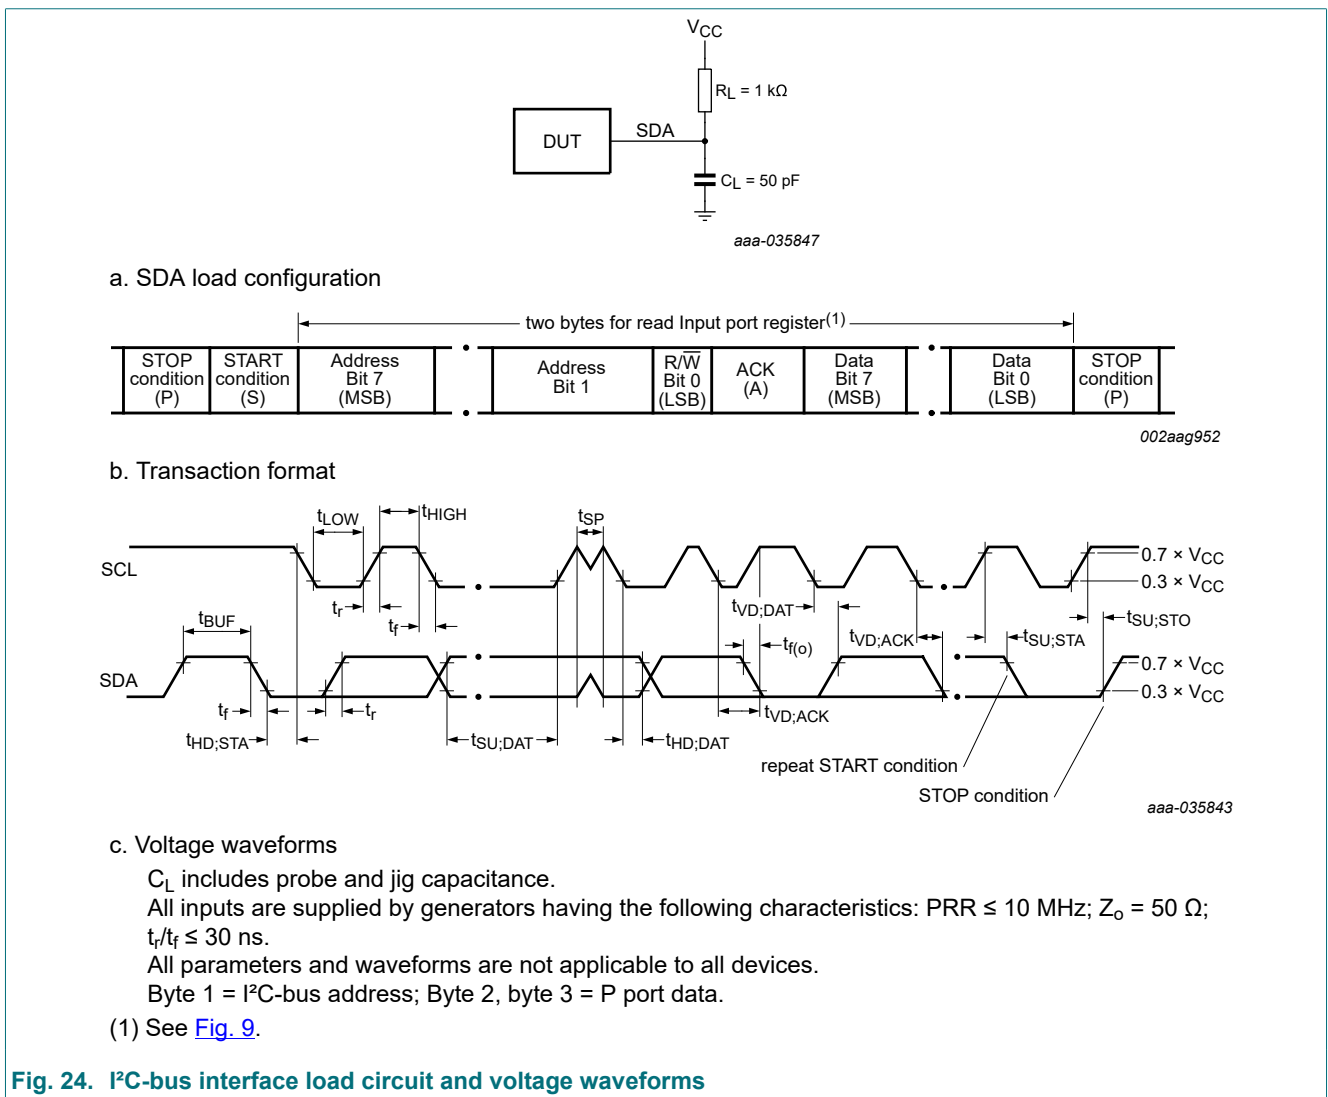 VCC
RL = 1 kΩ
DUT
SDA
CL = 50 pF
aaa-035847
a. SDA load configuration
two bytes for read Input port register(1)
STOP condition (P)
START condition (S)
Address Bit 7 (MSB)
Address Bit 1
R/W̅ Bit 0 (LSB)
ACK (A)
Data Bit 7 (MSB)
Data Bit 0 (LSB)
STOP condition (P)
002aag952
b. Transaction format
tLOW
tHIGH
tSP
SCL
0.7 × VCC
0.3 × VCC
tr
tf
tVD;DAT
tSU;STO
tBUF
tf(o)
tVD;ACK
tSU;STA
SDA
0.7 × VCC
0.3 × VCC
tf
tr
tVD;ACK
tHD;STA
tSU;DAT
tHD;DAT
repeat START condition
STOP condition
aaa-035843
c. Voltage waveforms
CL includes probe and jig capacitance.
All inputs are supplied by generators having the following characteristics: PRR ≤ 10 MHz; Zo = 50 Ω;
tr/tf ≤ 30 ns.
All parameters and waveforms are not applicable to all devices.
Byte 1 = I²C-bus address; Byte 2, byte 3 = P port data.
(1) See Fig. 9.
Fig. 24. I²C-bus interface load circuit and voltage waveforms